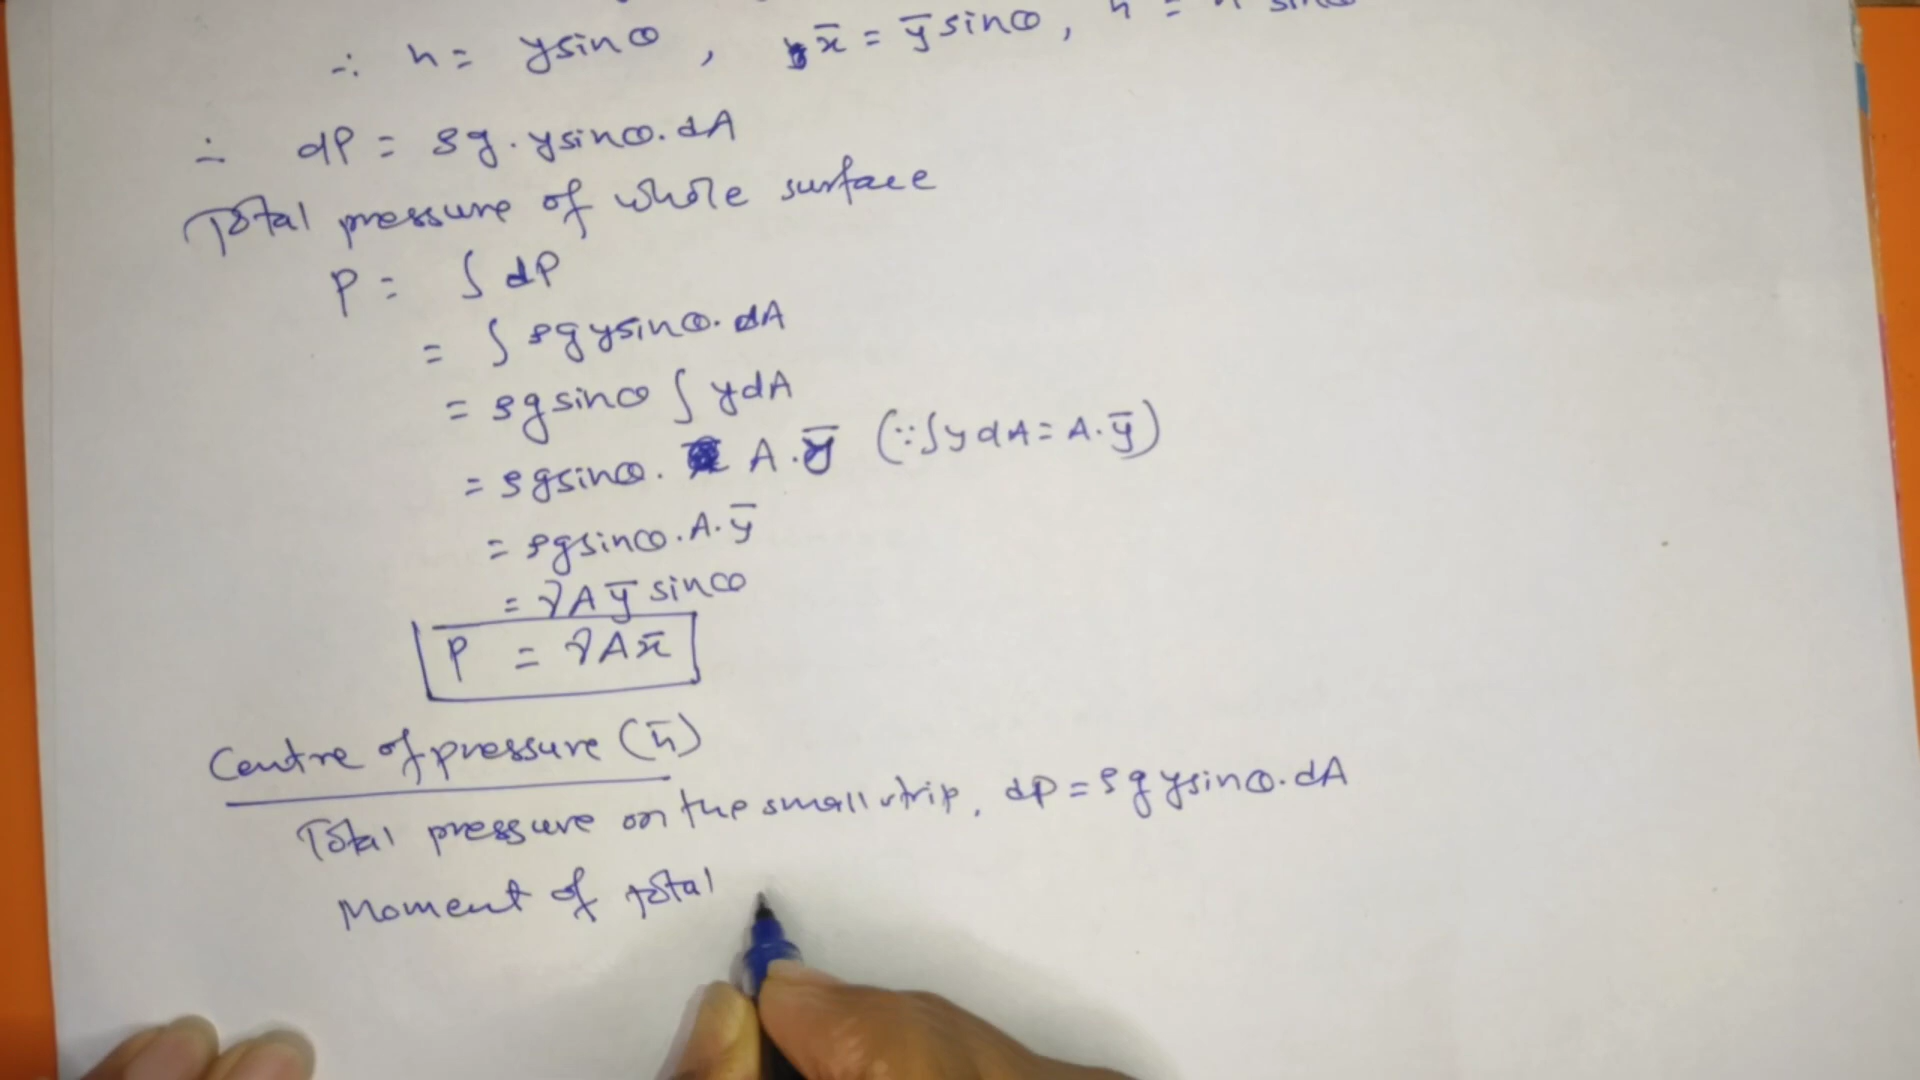 ∴ h = y sinθ , x̄ = ȳ sinθ ,
∴ dP = ρg. y sinθ. dA
Total pressure of whole surface
P = ∫ dP
= ∫ ρg y sinθ. dA
= ρg sinθ ∫ y dA
= ρg sinθ. A.ȳ (∵ ∫y dA = A.ȳ)
= ρg sinθ. A.ȳ
= γ A ȳ sinθ
P = γ A x̄
Centre of pressure (h̄)
Total pressure on the small strip, dP = ρg y sinθ. dA
Moment of total